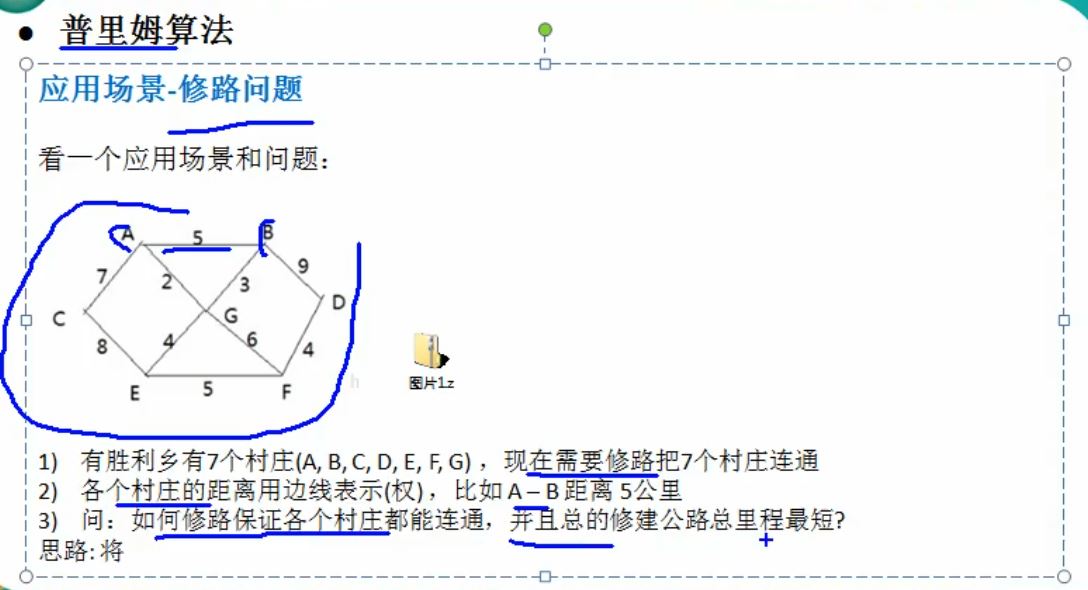 ● 普里姆算法
应用场景-修路问题
看一个应用场景和问题：
A 5 B
7 2 3 9
C G D
8 4 6 4
E 5 F
图片1.z
1) 有胜利乡有7个村庄(A, B, C, D, E, F, G) ，现在需要修路把7个村庄连通
2) 各个村庄的距离用边线表示(权) ，比如 A – B 距离 5公里
3) 问：如何修路保证各个村庄都能连通，并且总的修建公路总里程最短?
思路: 将